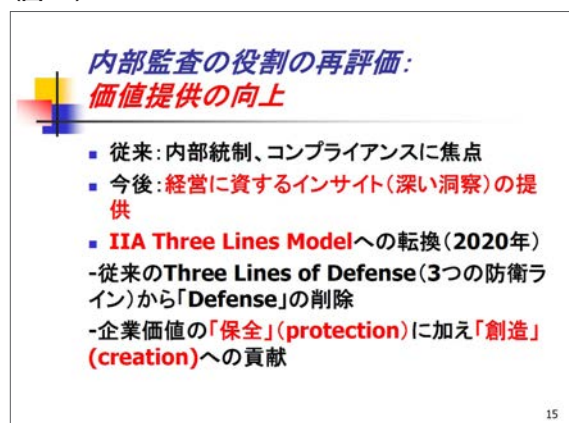 内部監査の役割の再評価:
価値提供の向上
従来:内部統制、コンプライアンスに焦点
今後:経営に資するインサイト(深い洞察)の提
供
IIA Three Lines Modelへの転換(2020年)
-従来のThree Lines of Defense(3つの防衛ラ
イン)から「Defense」の削除
-企業価値の「保全」(protection)に加え「創造」
(creation)への貢献
15